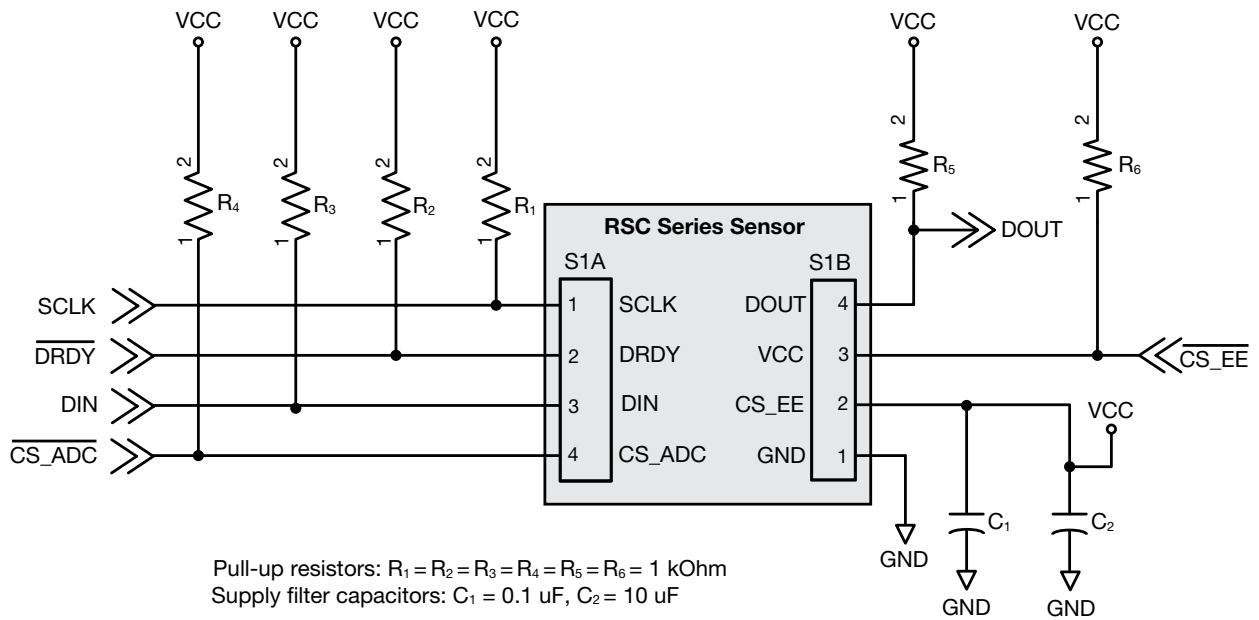 VCC VCC VCC VCC VCC VCC
2 2 2 2 2 2
R₄ R₃ R₂ R₁ R₅ R₆
1 1 1 1 1 1
RSC Series Sensor
DOUT
S1A S1B
SCLK 1 SCLK DOUT 4
DRDY 2 DRDY VCC 3 CS_EE
DIN 3 DIN CS_EE 2 VCC
CS_ADC 4 CS_ADC GND 1
C₁ C₂
GND
GND GND
Pull-up resistors: R₁ = R₂ = R₃ = R₄ = R₅ = R₆ = 1 kOhm
Supply filter capacitors: C₁ = 0.1 uF, C₂ = 10 uF